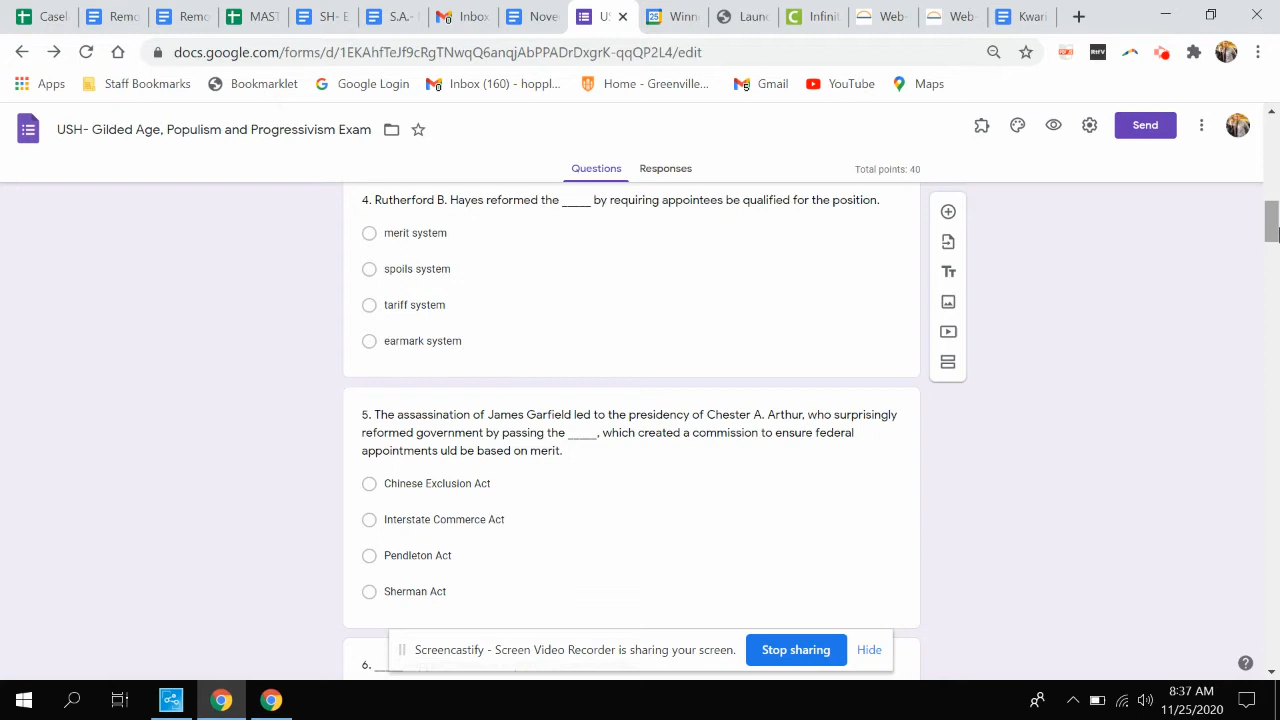 Casel
Remo
Remo
MAST
SH- E
S.A.-
Inbox
Nove
US
Winn
Laun
Infinit
Web-
Web-
Kwan
docs.google.com/forms/d/1EKAhfTeJf9cRgTNwqQ6anqjAbPPADrDxgrK-qqQP2L4/edit
Apps
Staff Bookmarks
Bookmarklet
Google Login
Inbox (160) - hoppl...
Home - Greenville...
Gmail
YouTube
Maps
USH- Gilded Age, Populism and Progressivism Exam
Send
Questions
Responses
Total points: 40
4. Rutherford B. Hayes reformed the _____ by requiring appointees be qualified for the position.
merit system
spoils system
tariff system
earmark system
5. The assassination of James Garfield led to the presidency of Chester A. Arthur, who surprisingly
reformed government by passing the _____, which created a commission to ensure federal
appointments uld be based on merit.
Chinese Exclusion Act
Interstate Commerce Act
Pendleton Act
Sherman Act
6. _____
Screencastify - Screen Video Recorder is sharing your screen.
Stop sharing
Hide
8:37 AM
11/25/2020